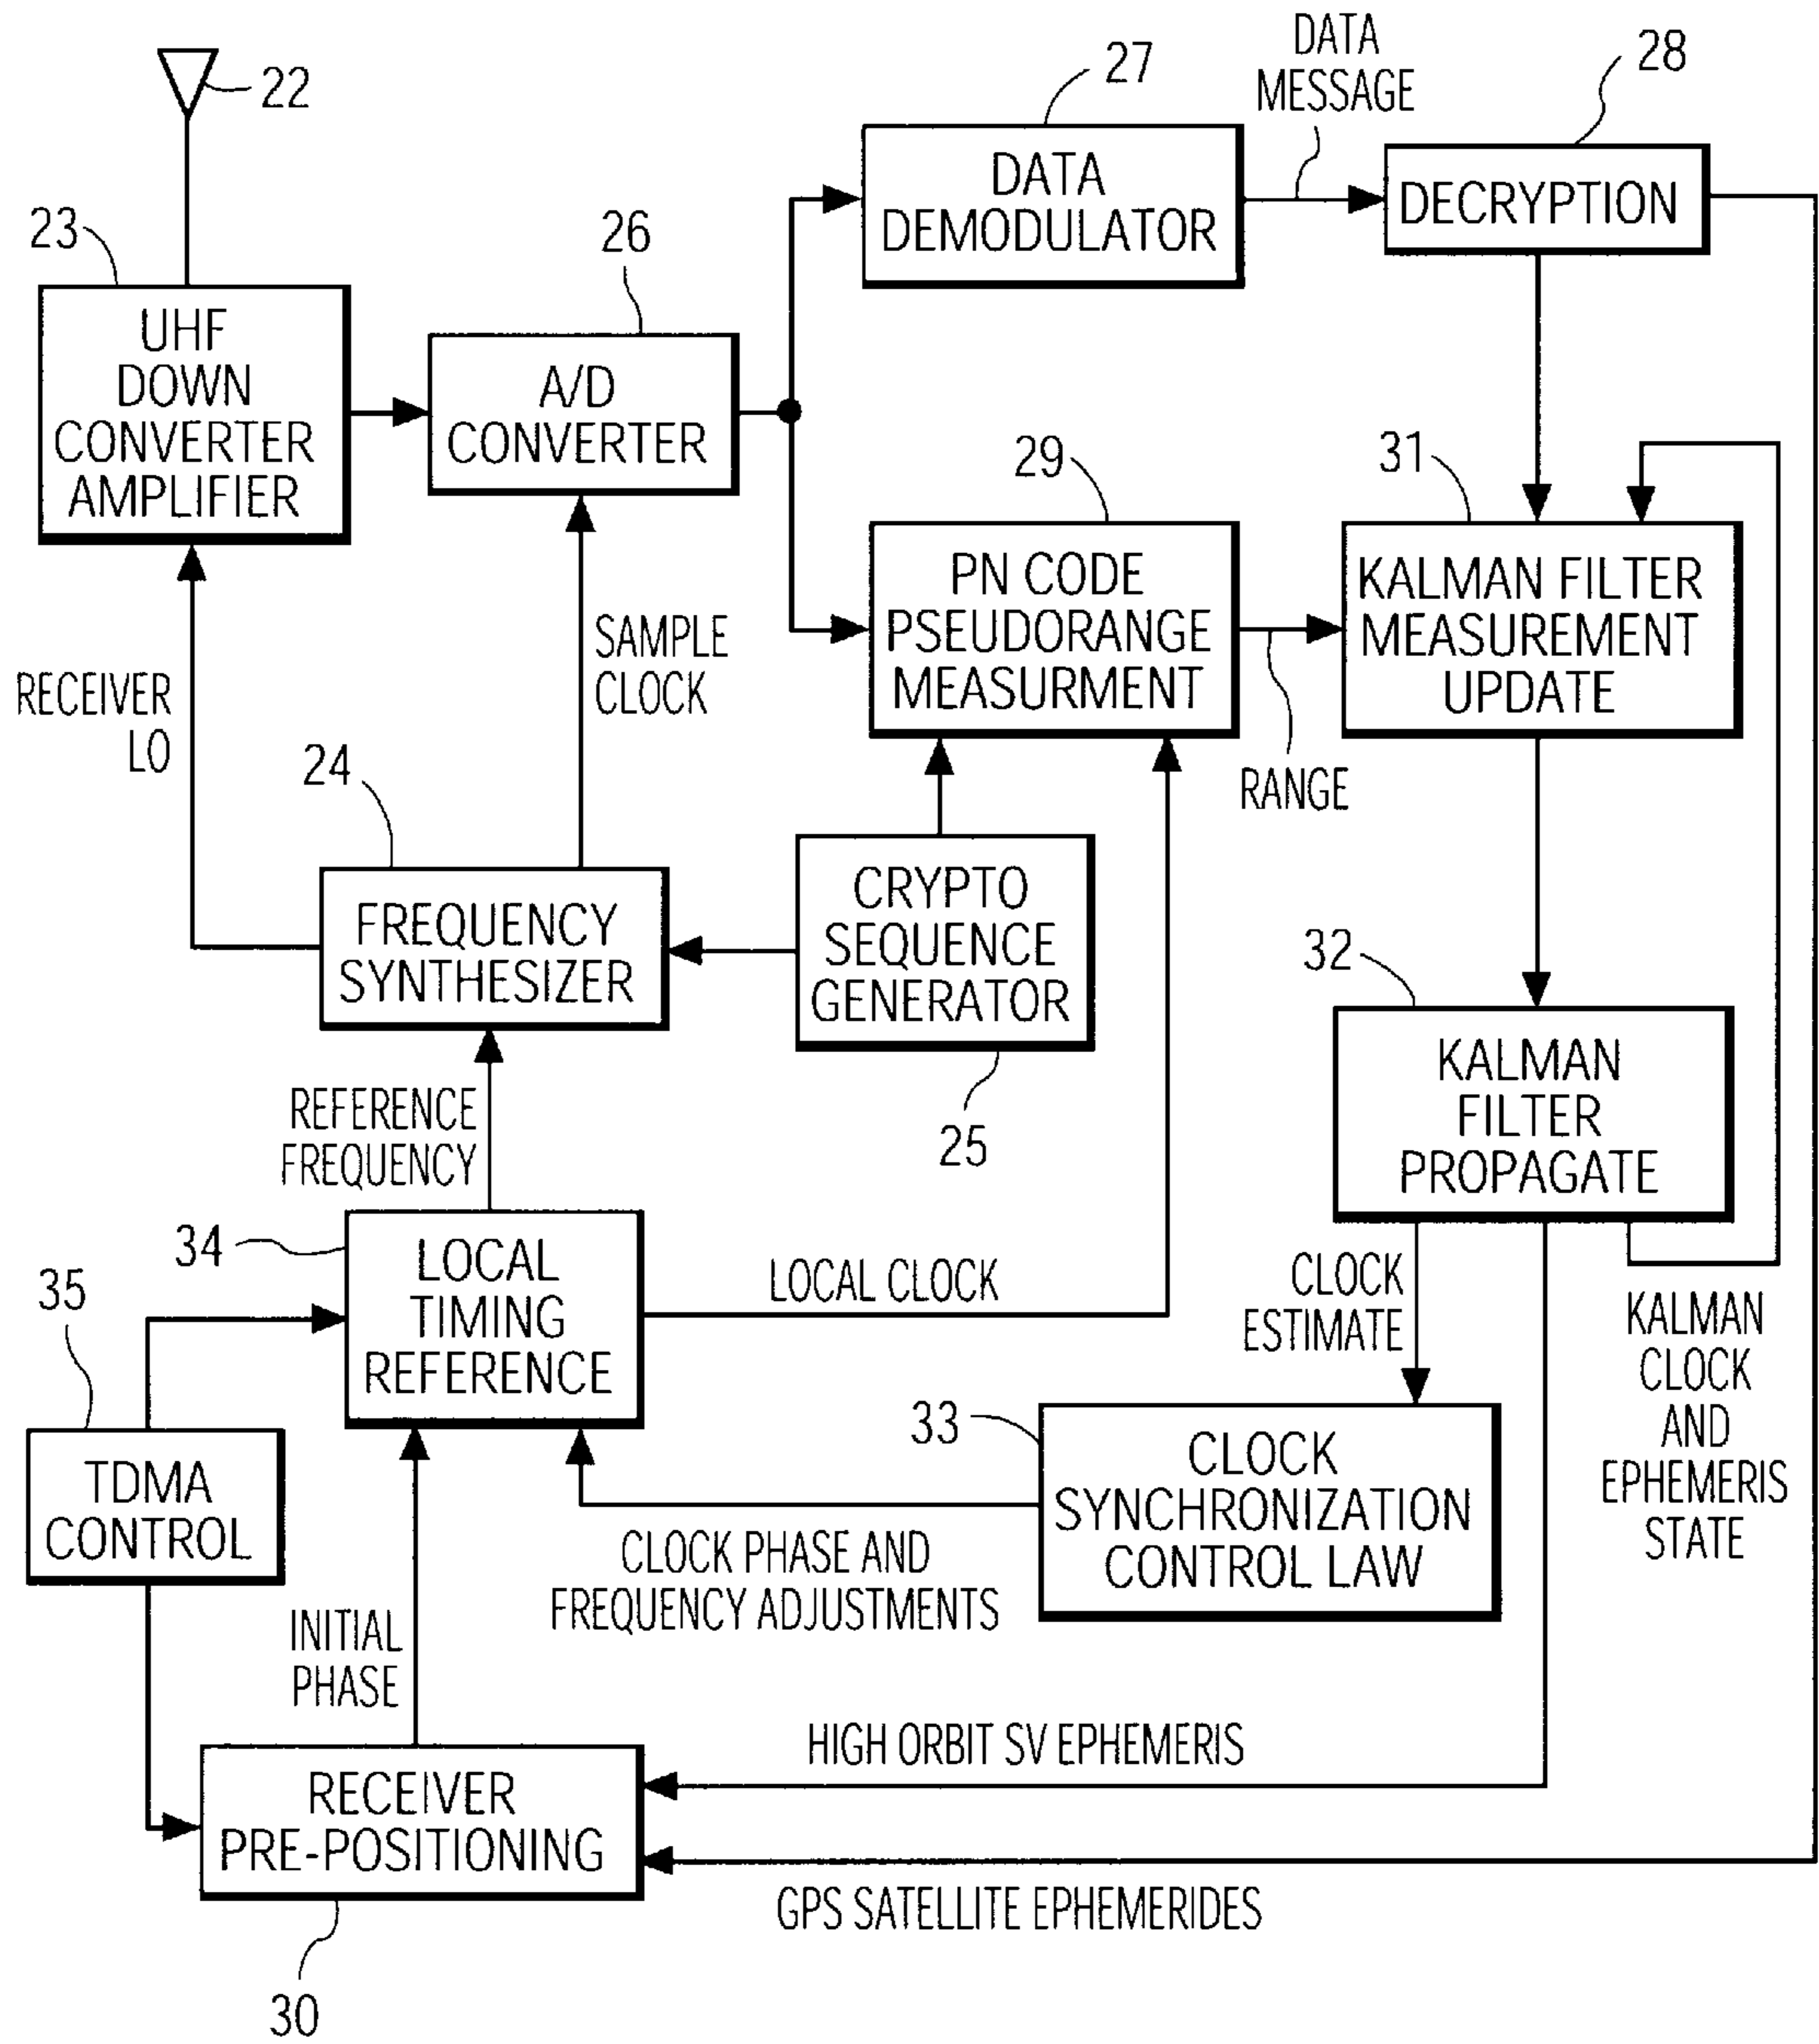 22
23
UHF
DOWN
CONVERTER
AMPLIFIER
26
A/D
CONVERTER
27
DATA
DEMODULATOR
DATA
MESSAGE
28
DECRYPTION
29
PN CODE
PSEUDORANGE
MEASURMENT
31
KALMAN FILTER
MEASUREMENT
UPDATE
RANGE
RECEIVER
LO
SAMPLE
CLOCK
24
FREQUENCY
SYNTHESIZER
CRYPTO
SEQUENCE
GENERATOR
25
32
KALMAN
FILTER
PROPAGATE
REFERENCE
FREQUENCY
34
LOCAL
TIMING
REFERENCE
LOCAL CLOCK
CLOCK
ESTIMATE
KALMAN
CLOCK
AND
EPHEMERIS
STATE
35
TDMA
CONTROL
33
CLOCK
SYNCHRONIZATION
CONTROL LAW
CLOCK PHASE AND
FREQUENCY ADJUSTMENTS
INITIAL
PHASE
HIGH ORBIT SV EPHEMERIS
RECEIVER
PRE-POSITIONING
GPS SATELLITE EPHEMERIDES
30